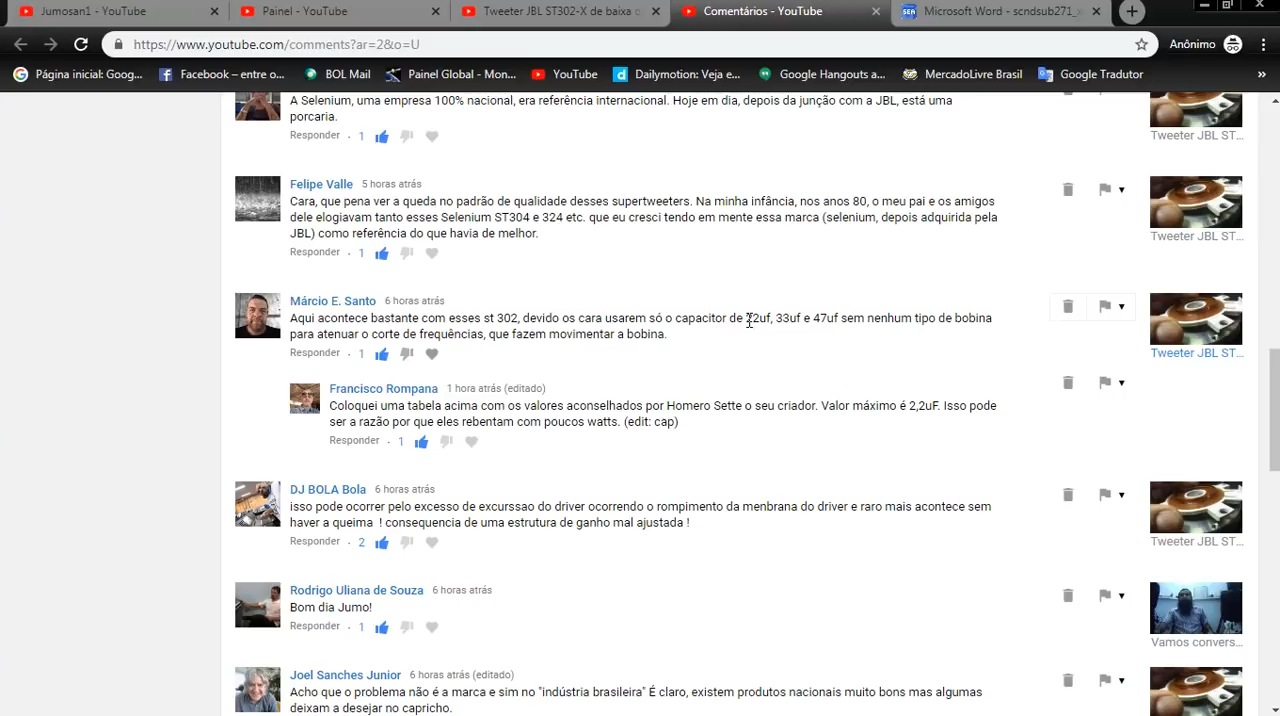 Jumosan1 - YouTube
Painel - YouTube
Tweeter JBL ST302-X de baixa
Comentários - YouTube
Microsoft Word - scndsub271_
https://www.youtube.com/comments?ar=2&o=U
Anônimo
Página inicial: Goog...
Facebook – entre o...
BOL Mail
Painel Global - Mon...
YouTube
Dailymotion: Veja e...
Google Hangouts a...
MercadoLivre Brasil
Google Tradutor
»
A Selenium, uma empresa 100% nacional, era referência internacional. Hoje em dia, depois da junção com a JBL, está uma
porcaria.
Responder · 1
Tweeter JBL ST...
Felipe Valle 5 horas atrás
Cara, que pena ver a queda no padrão de qualidade desses supertweeters. Na minha infância, nos anos 80, o meu pai e os amigos
dele elogiavam tanto esses Selenium ST304 e 324 etc. que eu cresci tendo em mente essa marca (selenium, depois adquirida pela
JBL) como referência do que havia de melhor.
Responder · 1
Tweeter JBL ST...
Márcio E. Santo 6 horas atrás
Aqui acontece bastante com esses st 302, devido os cara usarem só o capacitor de 22uf, 33uf e 47uf sem nenhum tipo de bobina
para atenuar o corte de frequências, que fazem movimentar a bobina.
Responder · 1
Tweeter JBL ST...
Francisco Rompana 1 hora atrás (editado)
Coloquei uma tabela acima com os valores aconselhados por Homero Sette o seu criador. Valor máximo é 2,2uF. Isso pode
ser a razão por que eles rebentam com poucos watts. (edit: cap)
Responder · 1
DJ BOLA Bola 6 horas atrás
isso pode ocorrer pelo excesso de excurssao do driver ocorrendo o rompimento da menbrana do driver e raro mais acontece sem
haver a queima ! consequencia de uma estrutura de ganho mal ajustada !
Responder · 2
Tweeter JBL ST...
Rodrigo Uliana de Souza 6 horas atrás
Bom dia Jumo!
Responder · 1
Vamos convers...
Joel Sanches Junior 6 horas atrás (editado)
Acho que o problema não é a marca e sim no "indústria brasileira" É claro, existem produtos nacionais muito bons mas algumas
deixam a desejar no capricho.